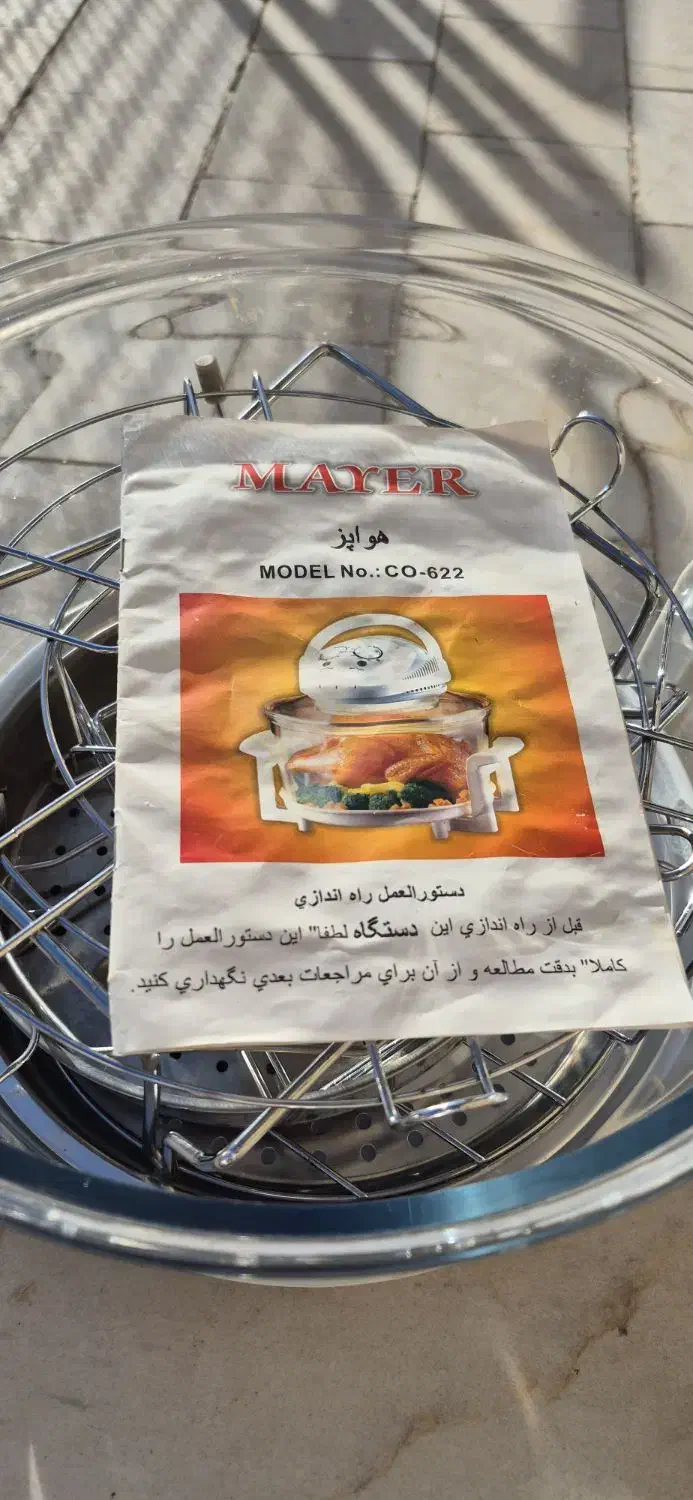 MAYER
هواپز
MODEL No.: CO-622
دستورالعمل راه اندازي
قبل از راه اندازي اين دستگاه لطفا" اين دستورالعمل را
كاملا" بدقت مطالعه و از آن براي مراجعات بعدي نگهداري كنيد.